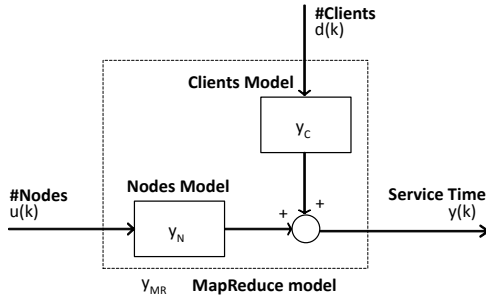 #Clients
d(k)
Clients Model
y_C
#Nodes
u(k)
Nodes Model
y_N
+
+
Service Time
y(k)
y_MR MapReduce model